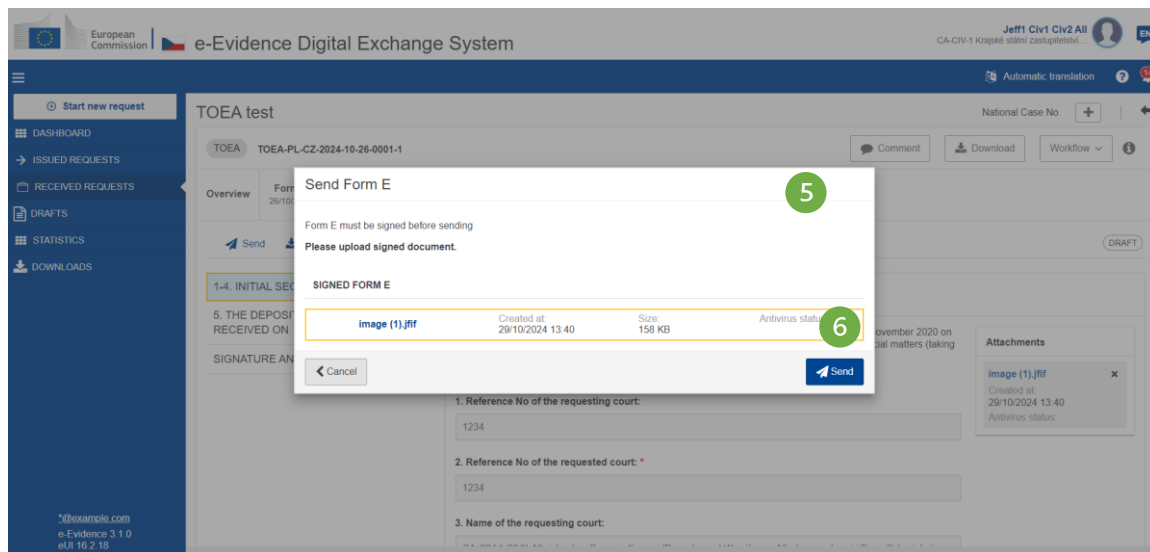 European
Commission
e-Evidence Digital Exchange System
Jeff1 Civ1 Civ2 All
CA-CIV-1 Krajské státní zastupitelství...
EN
Automatic translation
Start new request
DASHBOARD
ISSUED REQUESTS
RECEIVED REQUESTS
DRAFTS
STATISTICS
DOWNLOADS
*@example.com
e-Evidence 3.1.0
eUI 16.2.18
TOEA test
National Case No.
TOEA TOEA-PL-CZ-2024-10-26-0001-1
Comment
Download
Workflow
Overview
Send
DRAFT
1-4. INITIAL
5. THE
RECEIVED ON
SIGNATURE
Send Form E
5
Form E must be signed before sending
Please upload signed document.
SIGNED FORM E
image (1).jfif
Created at:
29/10/2024 13:40
Size:
158 KB
Antivirus
6
Cancel
Send
November 2020 on
matters (taking
1. Reference No of the requesting court:
1234
2. Reference No of the requested court: *
1234
3. Name of the requesting court:
Attachments
image (1).jfif x
Created at:
29/10/2024 13:40
Antivirus status: